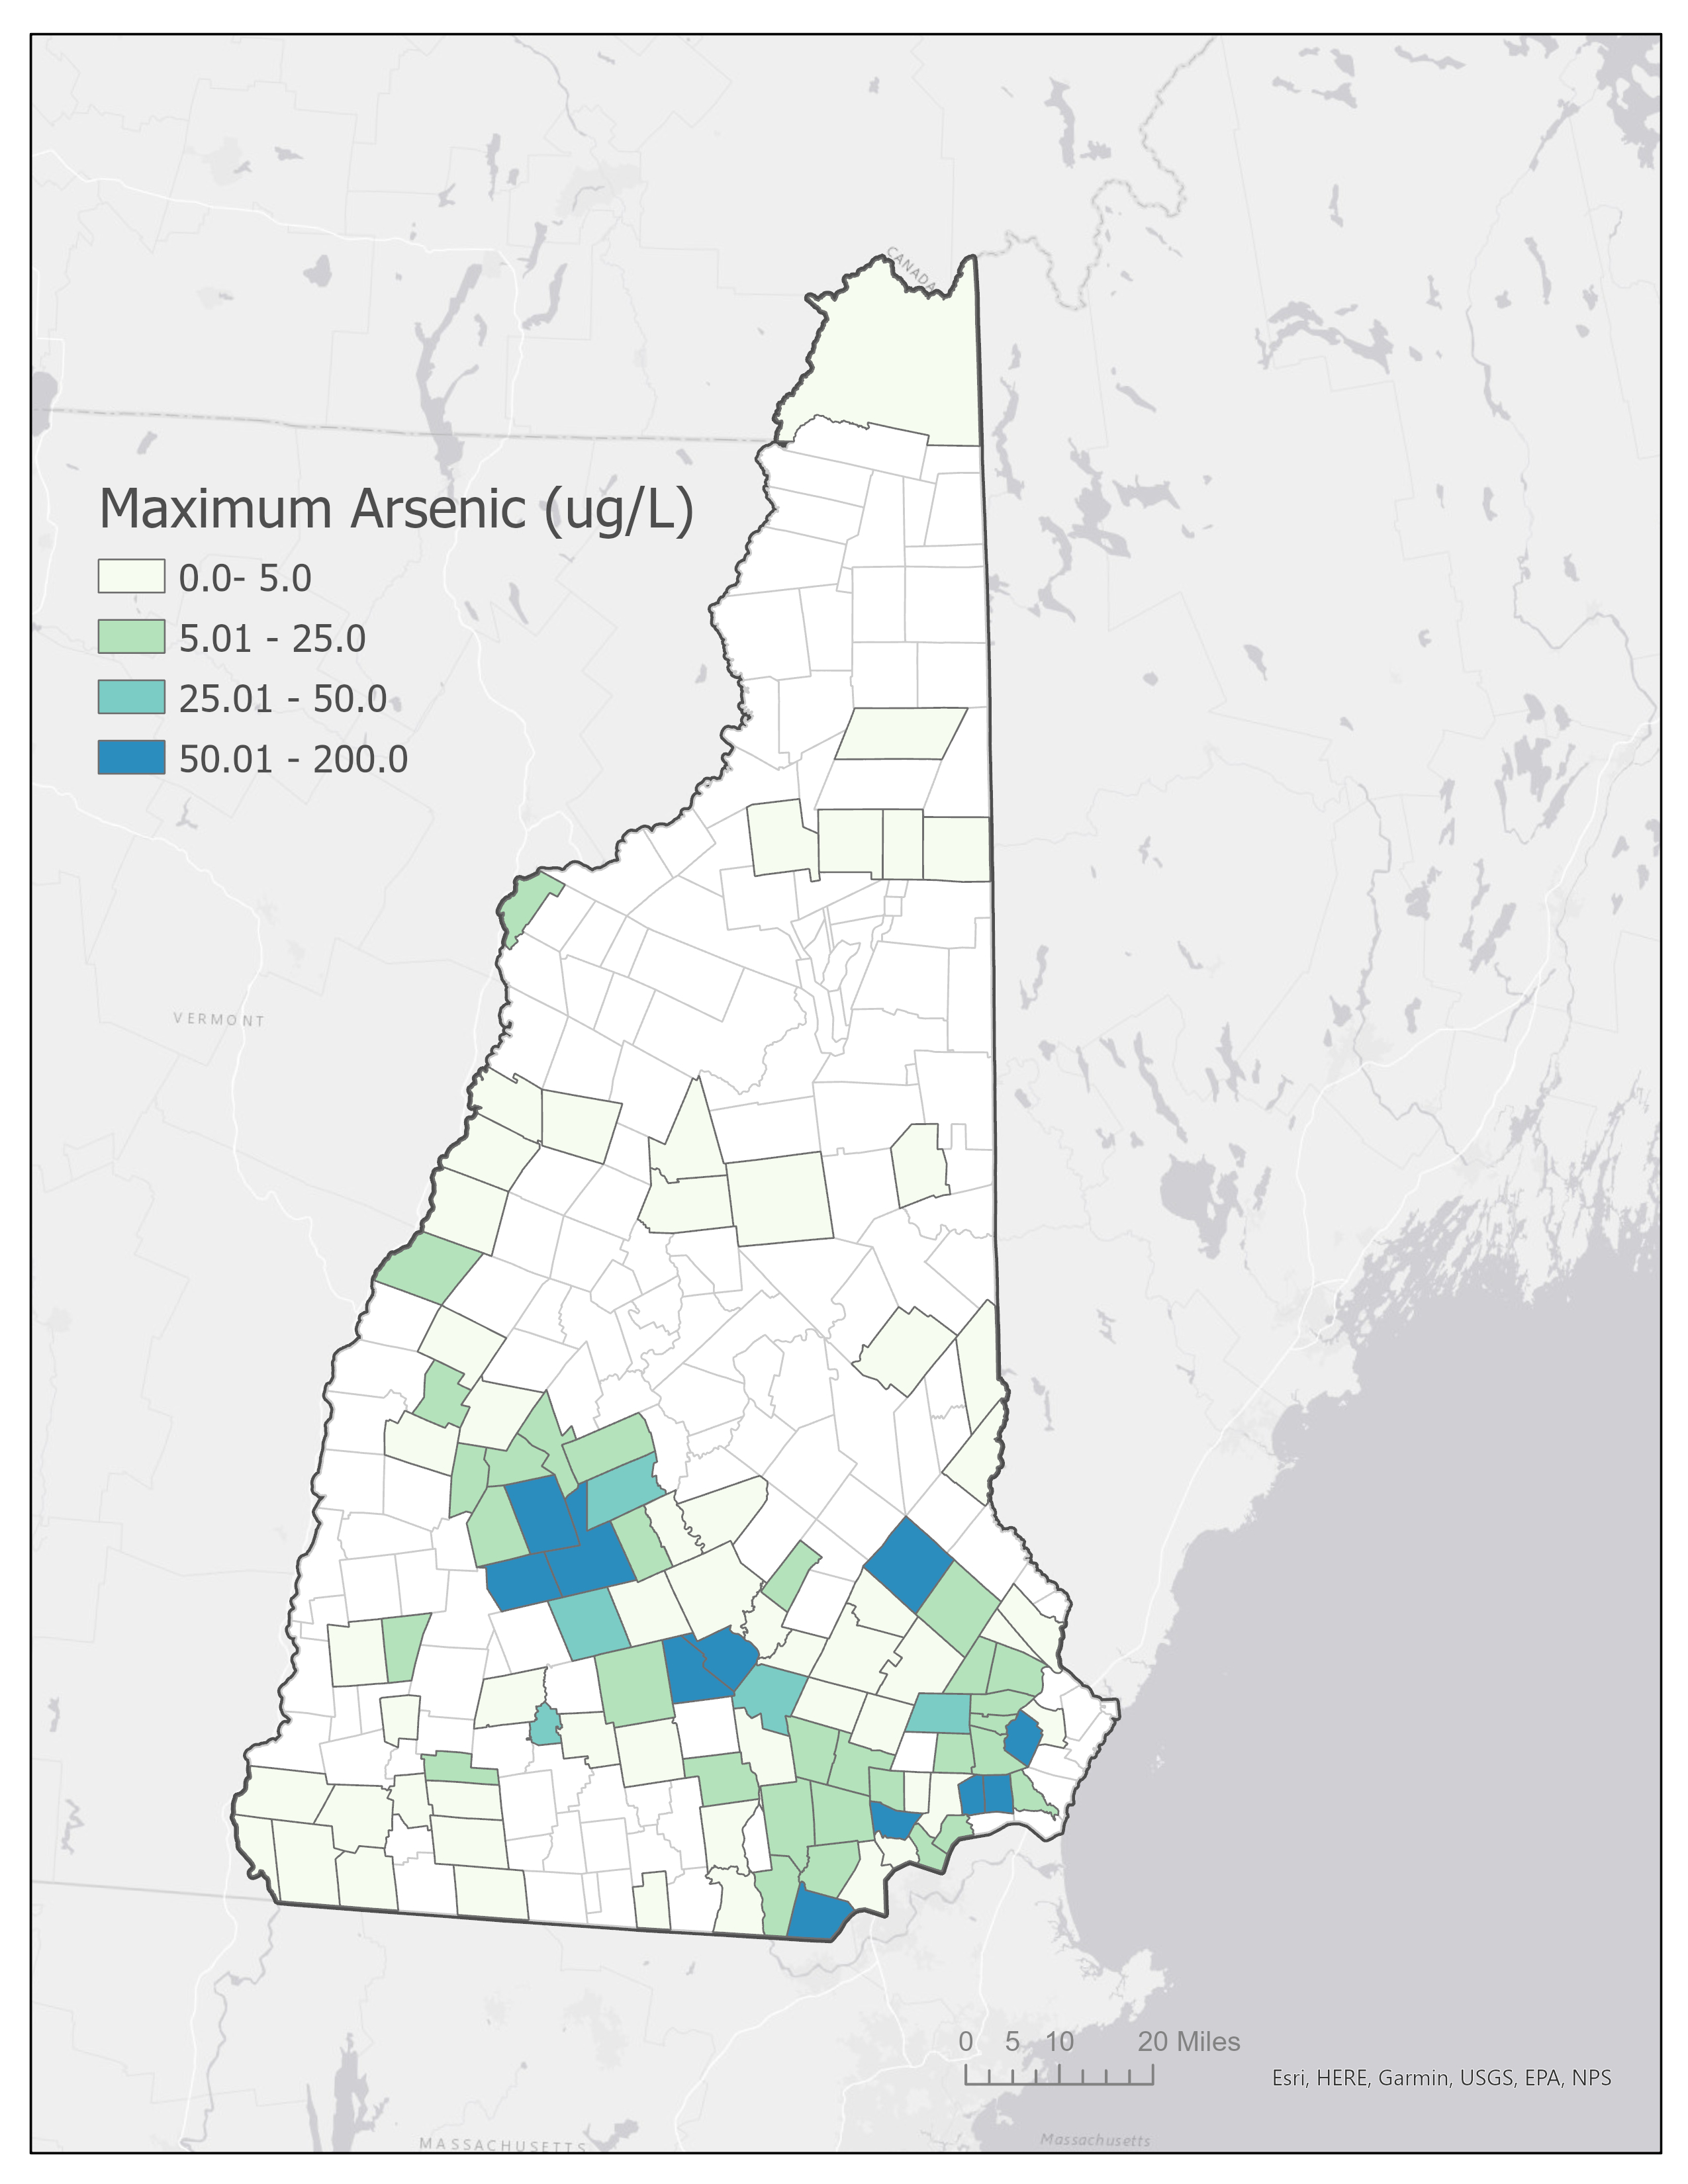 CANADA
Maximum Arsenic (ug/L)
0.0- 5.0
5.01 - 25.0
25.01 - 50.0
50.01 - 200.0
VERMONT
0 5 10 20 Miles
Esri, HERE, Garmin, USGS, EPA, NPS
MASSACHUSETTS
Massachusetts